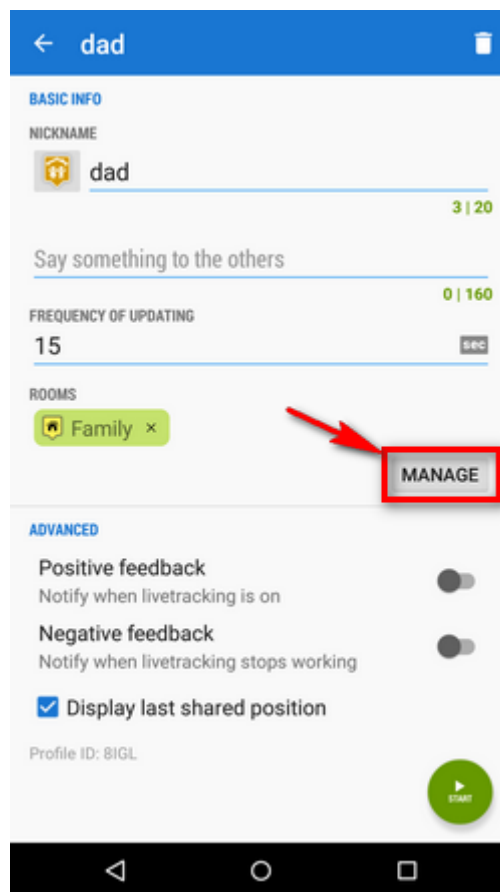 dad
BASIC INFO
NICKNAME
dad
3 | 20
Say something to the others
0 | 160
FREQUENCY OF UPDATING
15 sec
ROOMS
Family ×
MANAGE
ADVANCED
Positive feedback
Notify when livetracking is on
Negative feedback
Notify when livetracking stops working
Display last shared position
Profile ID: 8IGL
START